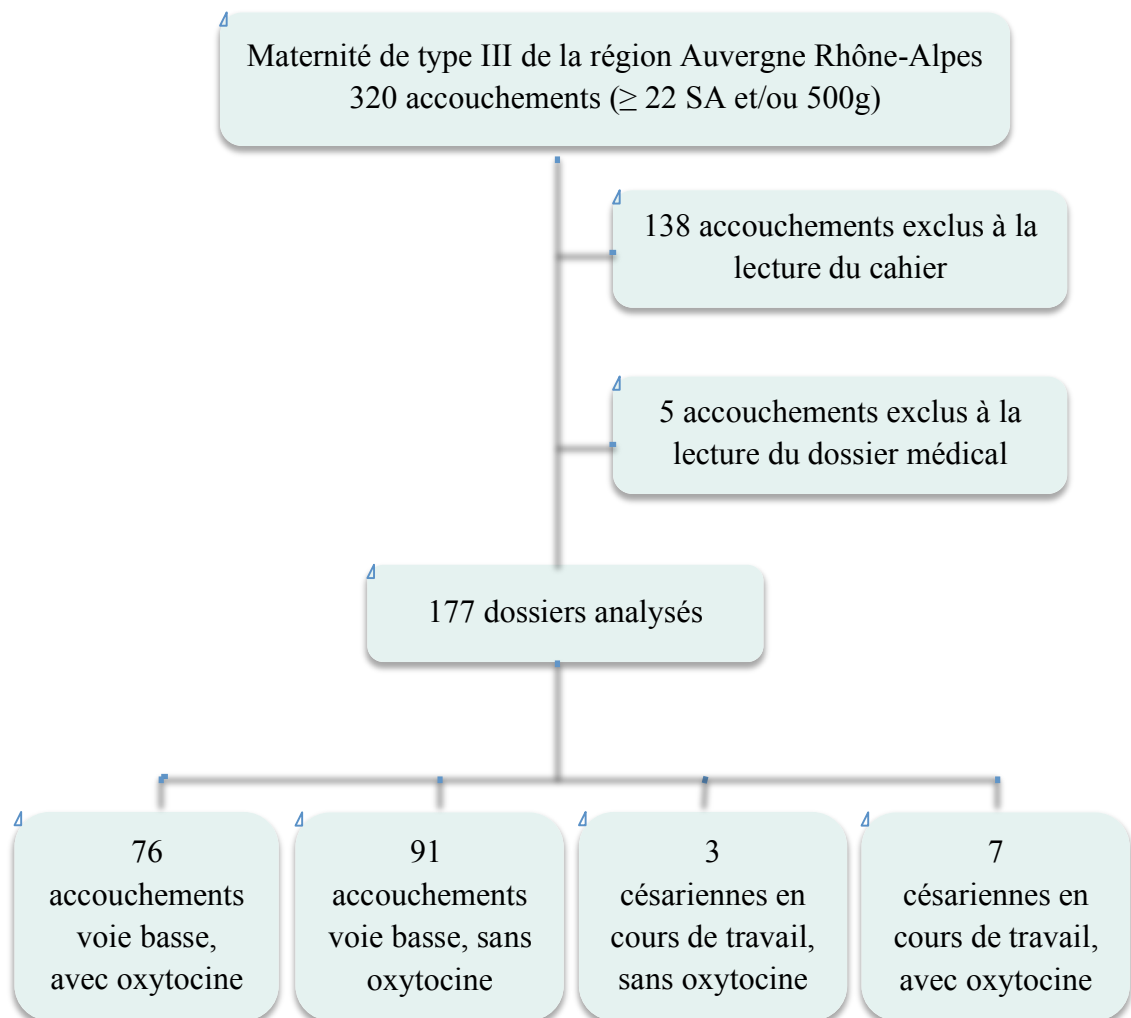 Maternité de type III de la région Auvergne Rhône-Alpes
320 accouchements (≥ 22 SA et/ou 500g)
138 accouchements exclus à la
lecture du cahier
5 accouchements exclus à la
lecture du dossier médical
177 dossiers analysés
76
accouchements
voie basse,
avec oxytocine
91
accouchements
voie basse, sans
oxytocine
3
césariennes en
cours de travail,
sans oxytocine
7
césariennes en
cours de travail,
avec oxytocine